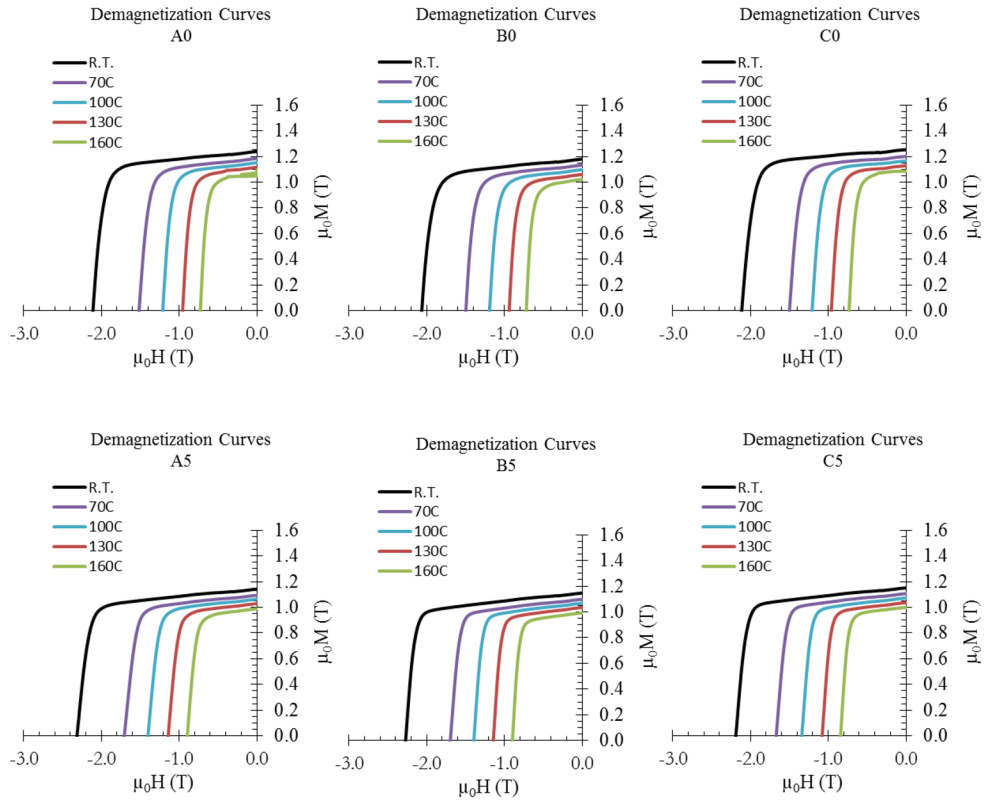 Demagnetization Curves
A0
R.T.
70C
100C
130C
160C
1.6
1.4
1.2
1.0
0.8
0.6
0.4
0.2
0.0
μ₀M (T)
-3.0 -2.0 -1.0 0.0
μ₀H (T)
Demagnetization Curves
B0
R.T.
70C
100C
130C
160C
1.6
1.4
1.2
1.0
0.8
0.6
0.4
0.2
0.0
μ₀M (T)
-3.0 -2.0 -1.0 0.0
μ₀H (T)
Demagnetization Curves
C0
R.T.
70C
100C
130C
160C
1.6
1.4
1.2
1.0
0.8
0.6
0.4
0.2
0.0
μ₀M (T)
-3.0 -2.0 -1.0 0.0
μ₀H (T)
Demagnetization Curves
A5
R.T.
70C
100C
130C
160C
1.6
1.4
1.2
1.0
0.8
0.6
0.4
0.2
0.0
μ₀M (T)
-3.0 -2.0 -1.0 0.0
μ₀H (T)
Demagnetization Curves
B5
R.T.
70C
100C
130C
160C
1.6
1.4
1.2
1.0
0.8
0.6
0.4
0.2
0.0
μ₀M (T)
-3.0 -2.0 -1.0 0.0
μ₀H (T)
Demagnetization Curves
C5
R.T.
70C
100C
130C
160C
1.6
1.4
1.2
1.0
0.8
0.6
0.4
0.2
0.0
μ₀M (T)
-3.0 -2.0 -1.0 0.0
μ₀H (T)